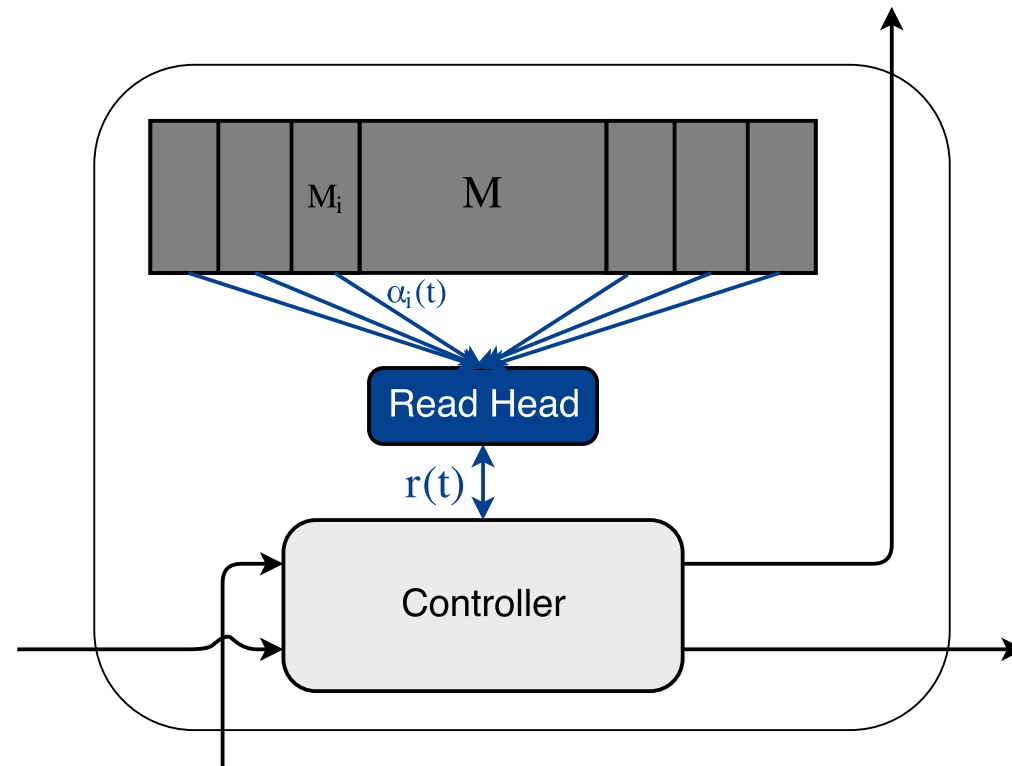 Mᵢ
M
αᵢ(t)
Read Head
r(t)
Controller